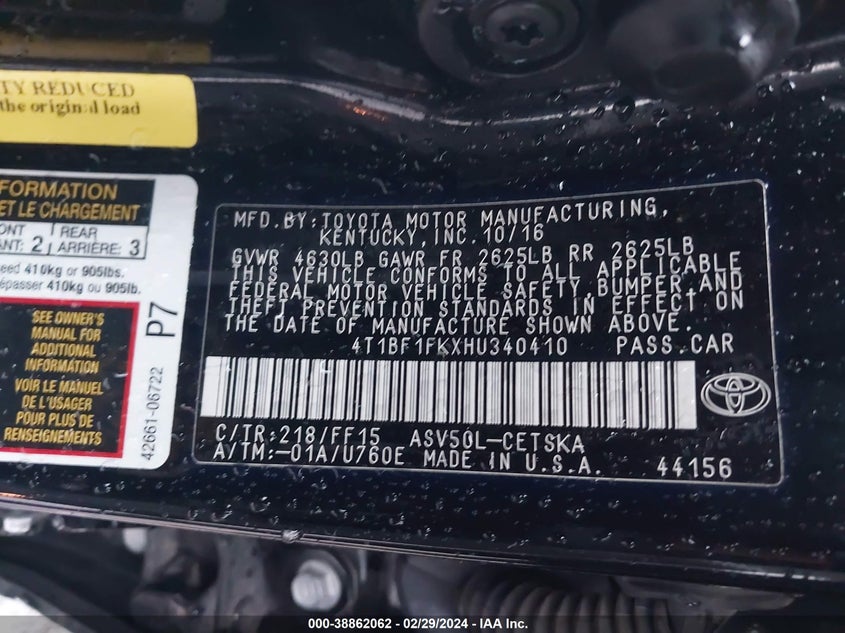 TY REDUCED
the original load
FORMATION
ET LE CHARGEMENT
ONT REAR
ANT: 2 ARRIÈRE: 3
eed 410kg or 905lbs.
épasser 410kg ou 905lb.
SEE OWNER'S
MANUAL FOR
ADDITIONAL
INFORMATION
VOIR LE MANUEL
DE L'USAGER
POUR PLUS DE
RENSEIGNEMENTS
P7
42661-06722
MFD. BY: TOYOTA MOTOR MANUFACTURING,
KENTUCKY, INC. 10/16
GVWR 4630LB GAWR FR 2625LB RR 2625LB
THIS VEHICLE CONFORMS TO ALL APPLICABLE
FEDERAL MOTOR VEHICLE SAFETY, BUMPER, AND
THEFT PREVENTION STANDARDS IN EFFECT ON
THE DATE OF MANUFACTURE SHOWN ABOVE.
4T1BF1FKXHU340410 PASS.CAR
C/TR: 218/FF15 ASV50L-CETSKA
A/TM: -01A/U760E MADE IN U.S.A. 44156
000-38862062 - 02/29/2024 - IAA Inc.